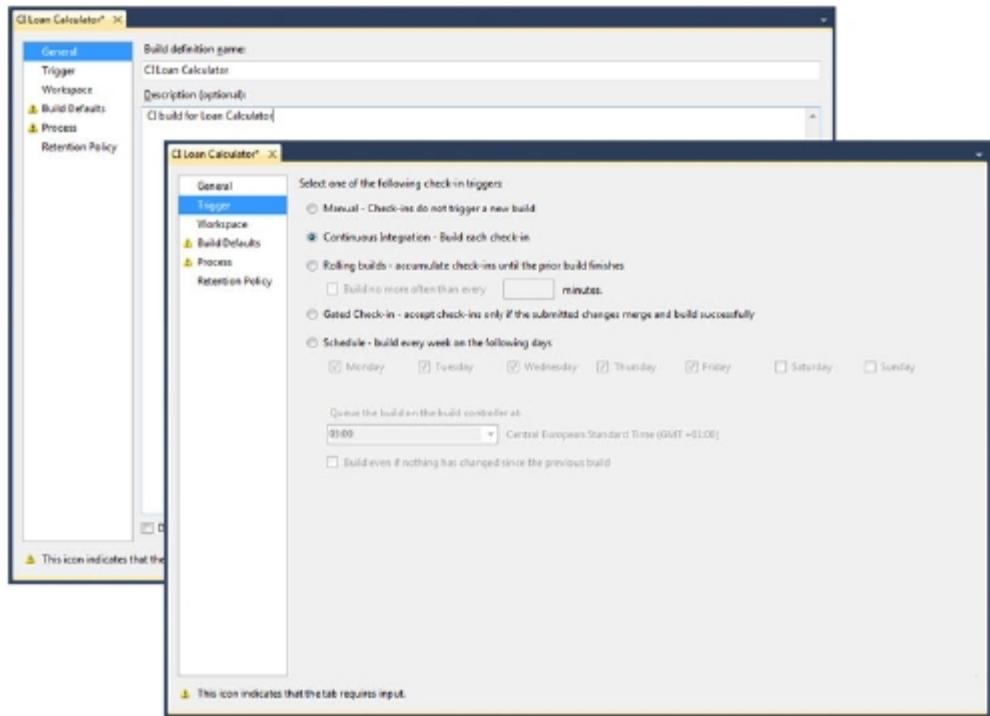 CI Loan Calculator* ×
General
Trigger
Workspace
Build Defaults
Process
Retention Policy
Build definition name:
CI Loan Calculator
Description (optional):
CI build for Loan Calculator
D
This icon indicates that the
CI Loan Calculator* ×
General
Trigger
Workspace
Build Defaults
Process
Retention Policy
Select one of the following check-in triggers
Manual - Check-ins do not trigger a new build
Continuous Integration - Build each check-in
Rolling builds - accumulate check-ins until the prior build finishes
Build no more often than every minutes.
Gated Check-in - accept check-ins only if the submitted changes merge and build successfully
Schedule - build every week on the following days
Monday Tuesday Wednesday Thursday Friday Saturday Sunday
Queue the build on the build controller at:
03:00 Central European Standard Time (GMT +01:00)
Build even if nothing has changed since the previous build
This icon indicates that the tab requires input.